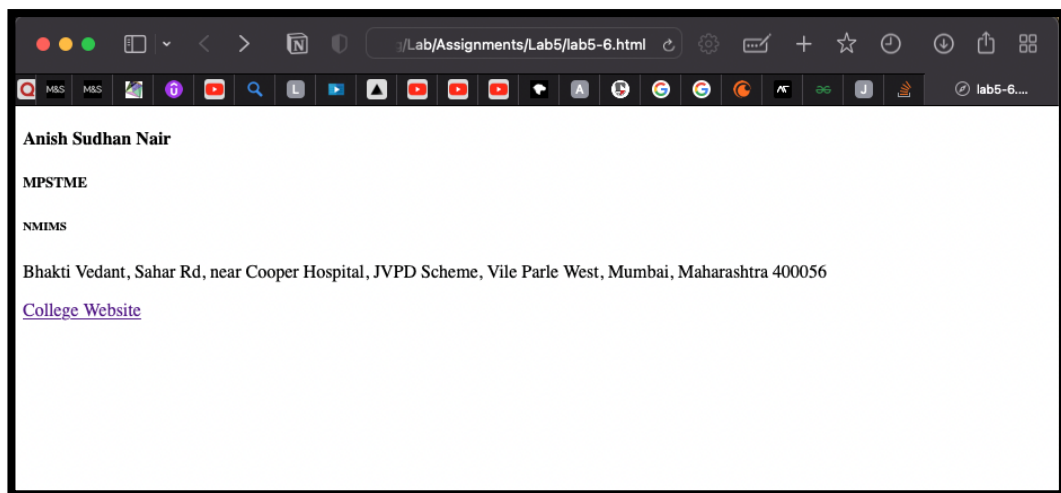 /Lab/Assignments/Lab5/lab5-6.html
M&S M&S L A J lab5-6....
Anish Sudhan Nair
MPSTME
NMIMS
Bhakti Vedant, Sahar Rd, near Cooper Hospital, JVPD Scheme, Vile Parle West, Mumbai, Maharashtra 400056
College Website